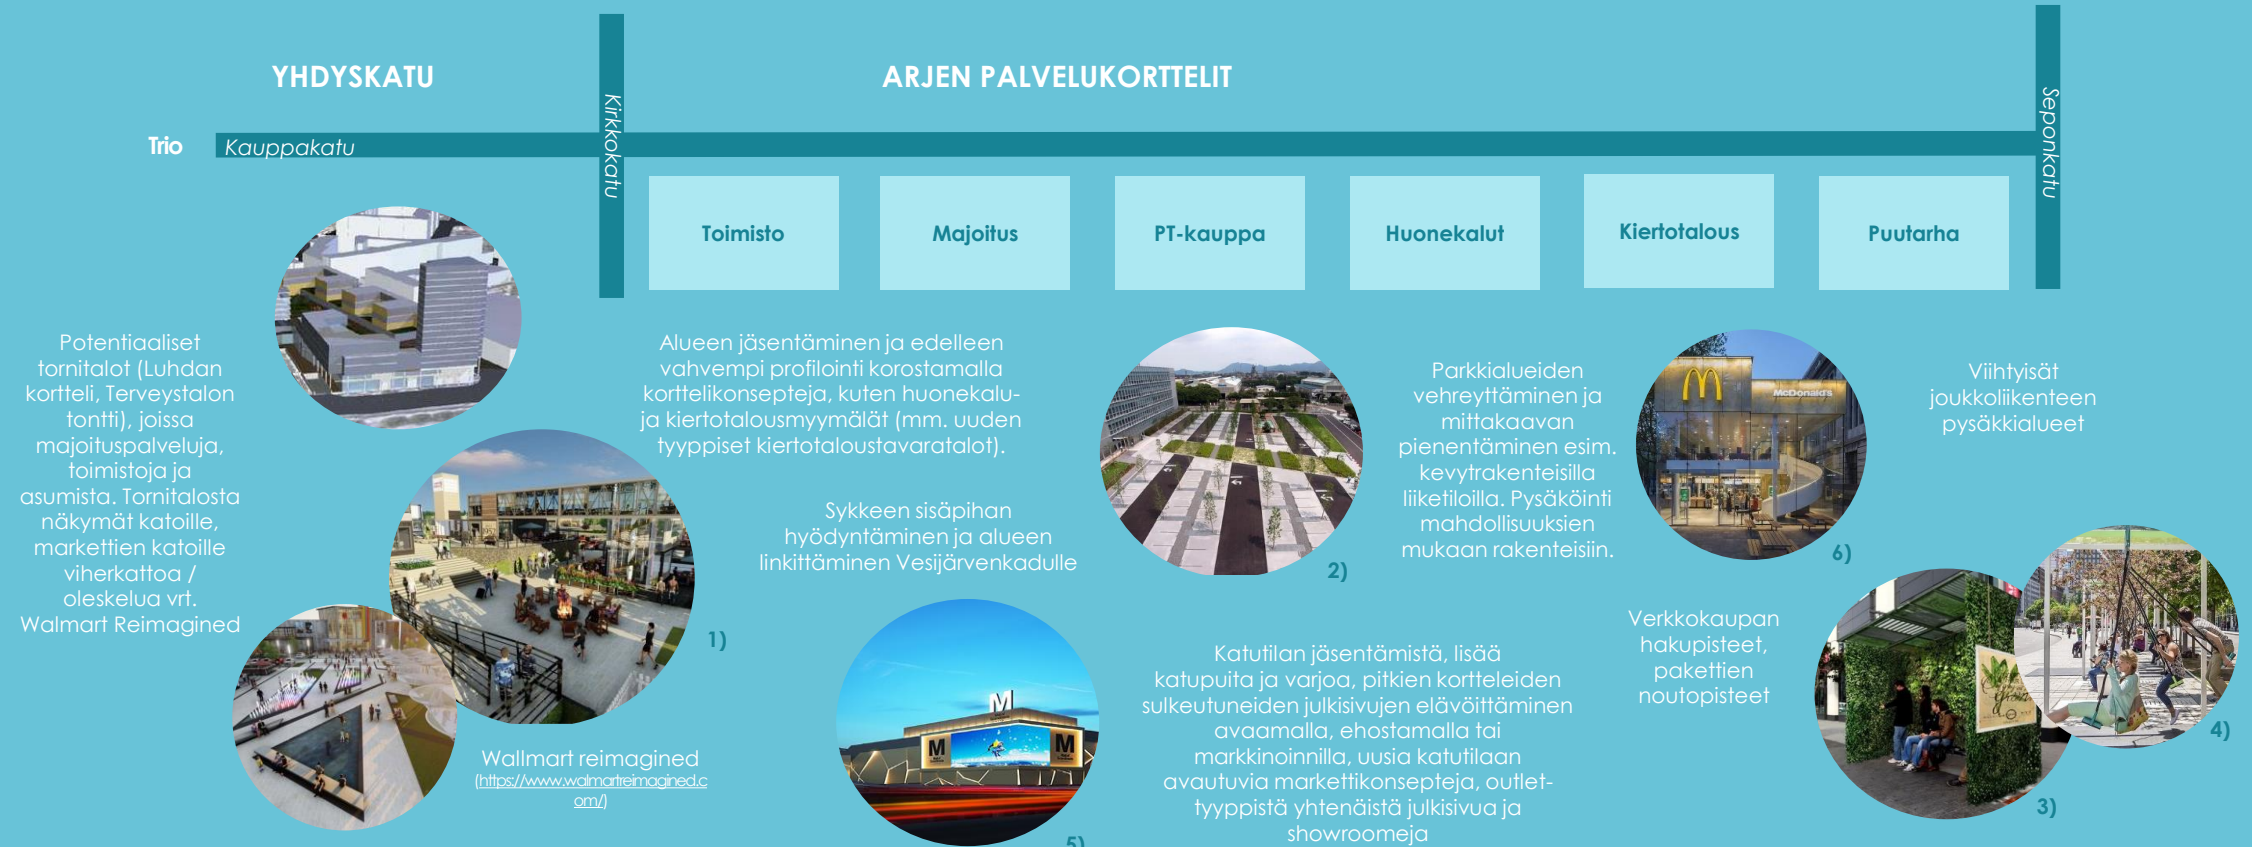 YHDYSKATU
ARJEN PALVELUKORTTELIT
Trio
Kauppakatu
Kirkkokatu
Seponkatu
Toimisto
Majoitus
PT-kauppa
Huonekalut
Kiertotalous
Puutarha
Potentiaaliset
tornitalot (Luhdan
kortteli, Terveystalon
tontti), joissa
majoituspalveluja,
toimistoja ja
asumista. Tornitalosta
näkymät katoille,
markettien katoille
viherkattoa /
oleskelua vrt.
Walmart Reimagined
1)
Wallmart reimagined
(https://www.walmartreimagined.c
om/)
Alueen jäsentäminen ja edelleen
vahvempi profilointi korostamalla
korttelikonsepteja, kuten huonekalu-
ja kiertotalousmyymälät (mm. uuden
tyyppiset kiertotaloustavaratalot).
Sykkeen sisäpihan
hyödyntäminen ja alueen
linkittäminen Vesijärvenkadulle
M
M
M
5)
2)
Katutilan jäsentämistä, lisää
katupuita ja varjoa, pitkien kortteleiden
sulkeutuneiden julkisivujen elävöittäminen
avaamalla, ehostamalla tai
markkinoinnilla, uusia katutilaan
avautuvia markettikonsepteja, outlet-
tyyppistä yhtenäistä julkisivua ja
showroomeja
Parkkialueiden
vehreyttäminen ja
mittakaavan
pienentäminen esim.
kevytrakenteisilla
liiketiloilla. Pysäköinti
mahdollisuuksien
mukaan rakenteisiin.
McDonald's
6)
Verkkokaupan
hakupisteet,
pakettien
noutopisteet
Viihtyisät
joukkoliikenteen
pysäkkialueet
3)
4)